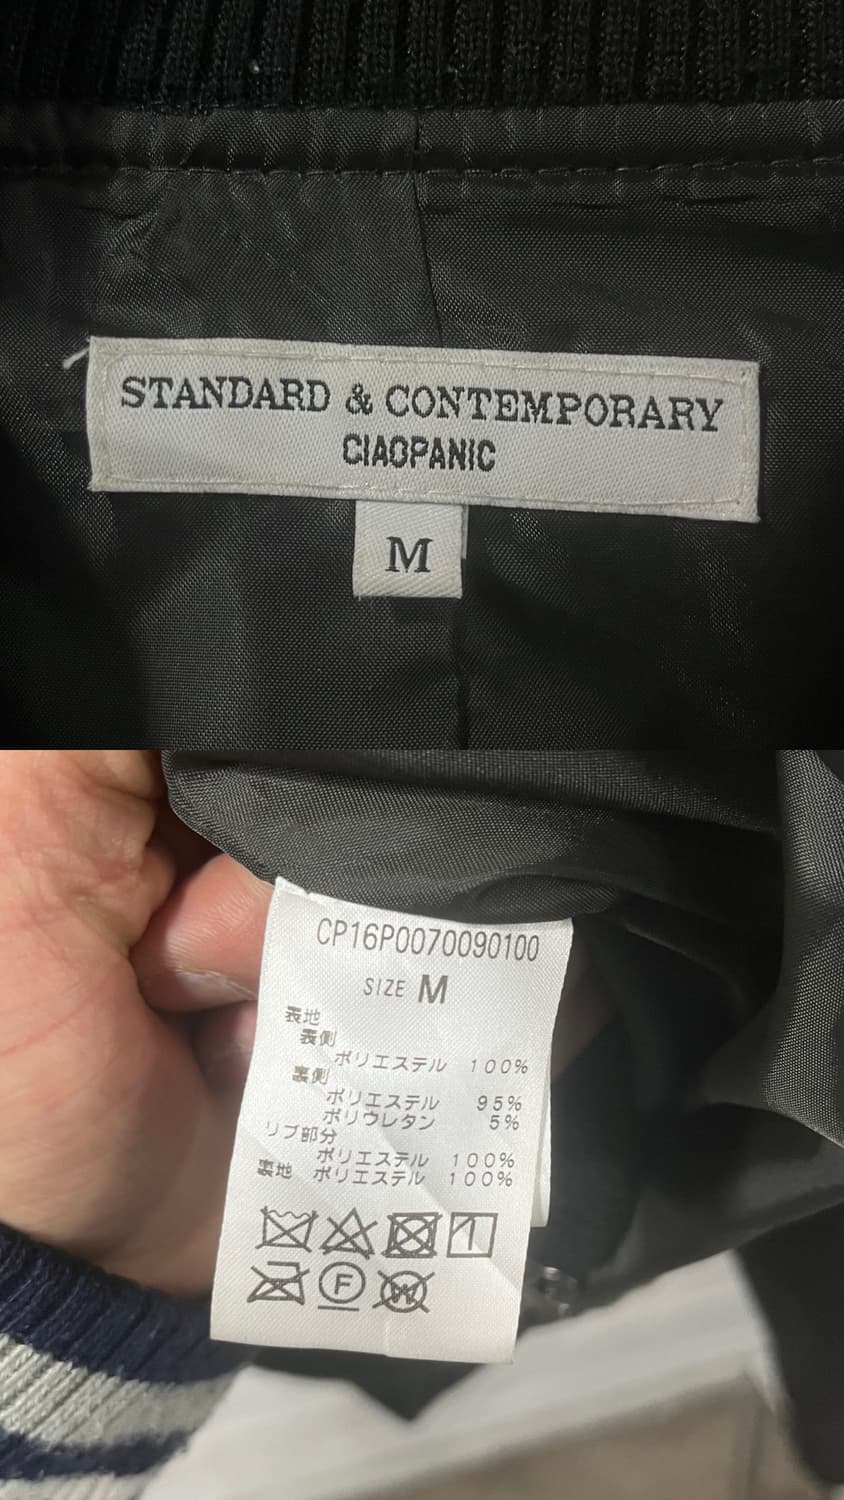 STANDARD & CONTEMPORARY
CIAOPANIC
M
CP16P0070090100
SIZE M
表地
表側
ポリエステル 100%
裏側
ポリエステル 95%
ポリウレタン 5%
リブ部分
ポリエステル 100%
裏地 ポリエステル 100%
F
W